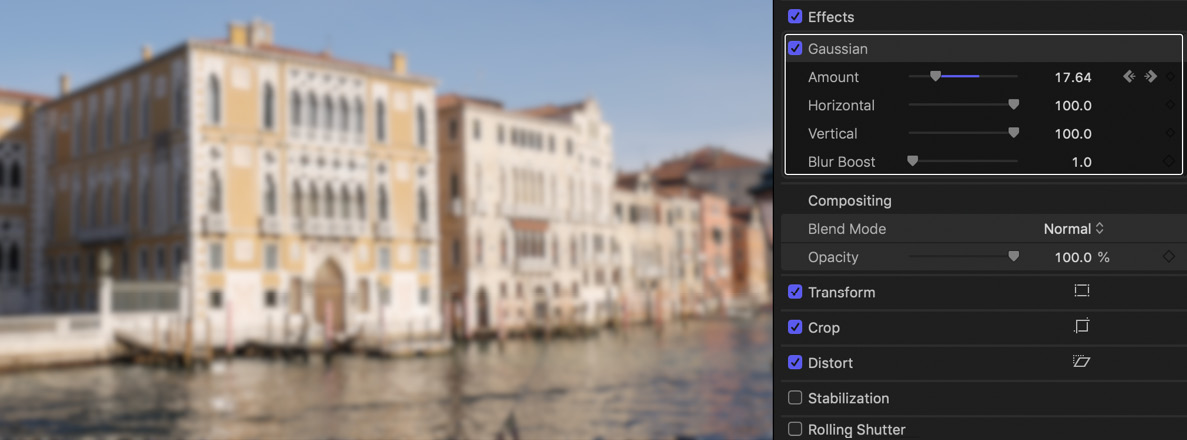 Effects
Gaussian
Amount 17.64
Horizontal 100.0
Vertical 100.0
Blur Boost 1.0
Compositing
Blend Mode Normal
Opacity 100.0 %
Transform
Crop
Distort
Stabilization
Rolling Shutter